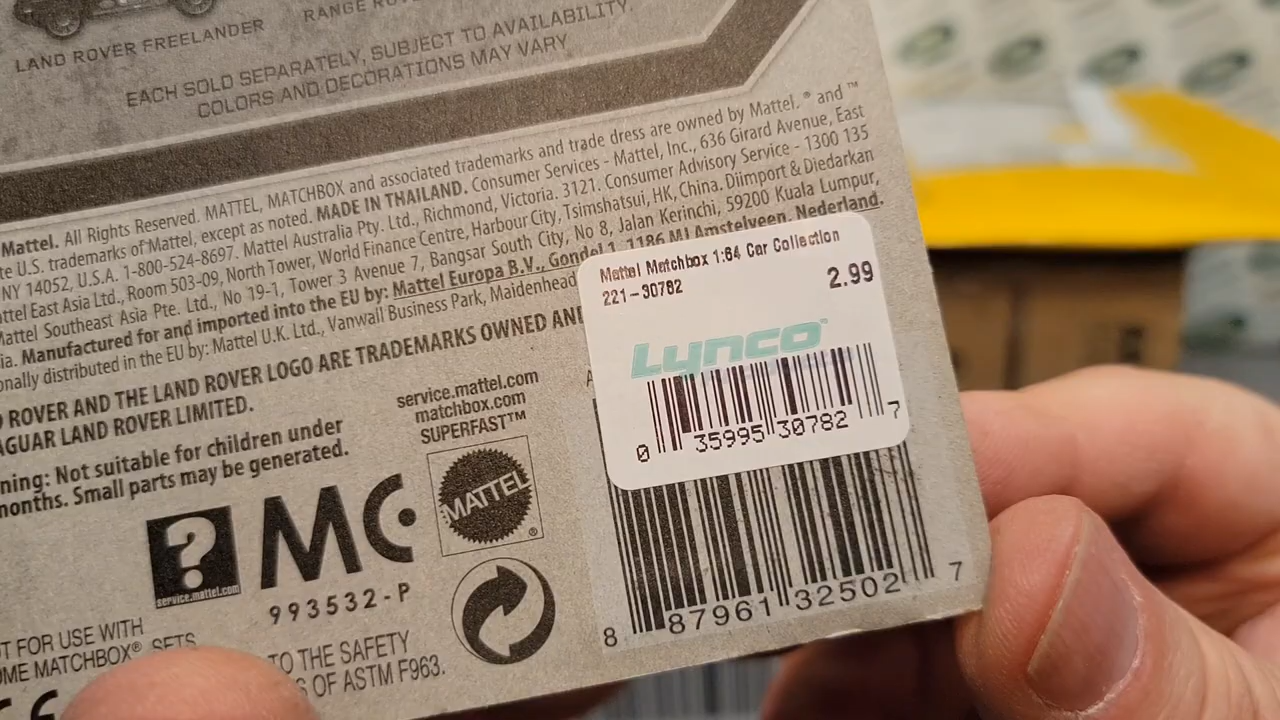 LAND ROVER FREELANDER
RANGE
EACH SOLD SEPARATELY, SUBJECT TO AVAILABILITY.
COLORS AND DECORATIONS MAY VARY
Mattel. All Rights Reserved. MATTEL, MATCHBOX and associated trademarks and trade dress are owned by Mattel. ® and ™
U.S. trademarks of Mattel, except as noted. MADE IN THAILAND. Consumer Services - Mattel, Inc., 636 Girard Avenue, East
NY 14052, U.S.A. 1-800-524-8697. Mattel Australia Pty. Ltd., Richmond, Victoria. 3121. Consumer Advisory Service - 1300 135
East Asia Ltd., Room 503-09, North Tower, World Finance Centre, Harbour City, Tsimshatsui, HK, China. Diimport & Diedarkan
Mattel Southeast Asia Pte. Ltd., No 19-1, Tower 3 Avenue 7, Bangsar South City, No 8, Jalan Kerinchi, 59200 Kuala Lumpur,
Manufactured for and imported into the EU by: Mattel Europa B.V., Gondel 1, 1186 MJ Amstelveen, Nederland.
distributed in the EU by: Mattel U.K. Ltd., Vanwall Business Park, Maidenhead
ROVER AND THE LAND ROVER LOGO ARE TRADEMARKS OWNED AND
JAGUAR LAND ROVER LIMITED.
Not suitable for children under
months. Small parts may be generated.
service.mattel.com
matchbox.com
SUPERFAST™
Mattel Matchbox 1:64 Car Collection
221-30782
2.99
Lynco
0 35995 30782 7
?
service.mattel.com
MC
MATTEL
®
993532-P
8 87961 32502 7
FOR USE WITH
MATCHBOX® SETS
TO THE SAFETY
OF ASTM F963.
CE